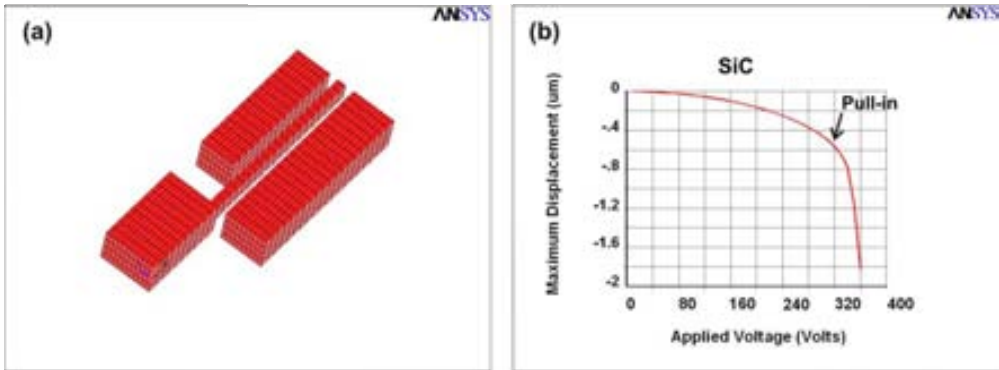 (a)
ANSYS
(b)
ANSYS
SiC
Maximum Displacement (um)
0
-.4
-.8
-1.2
-1.6
-2
Pull-in
0 80 160 240 320 400
Applied Voltage (Volts)